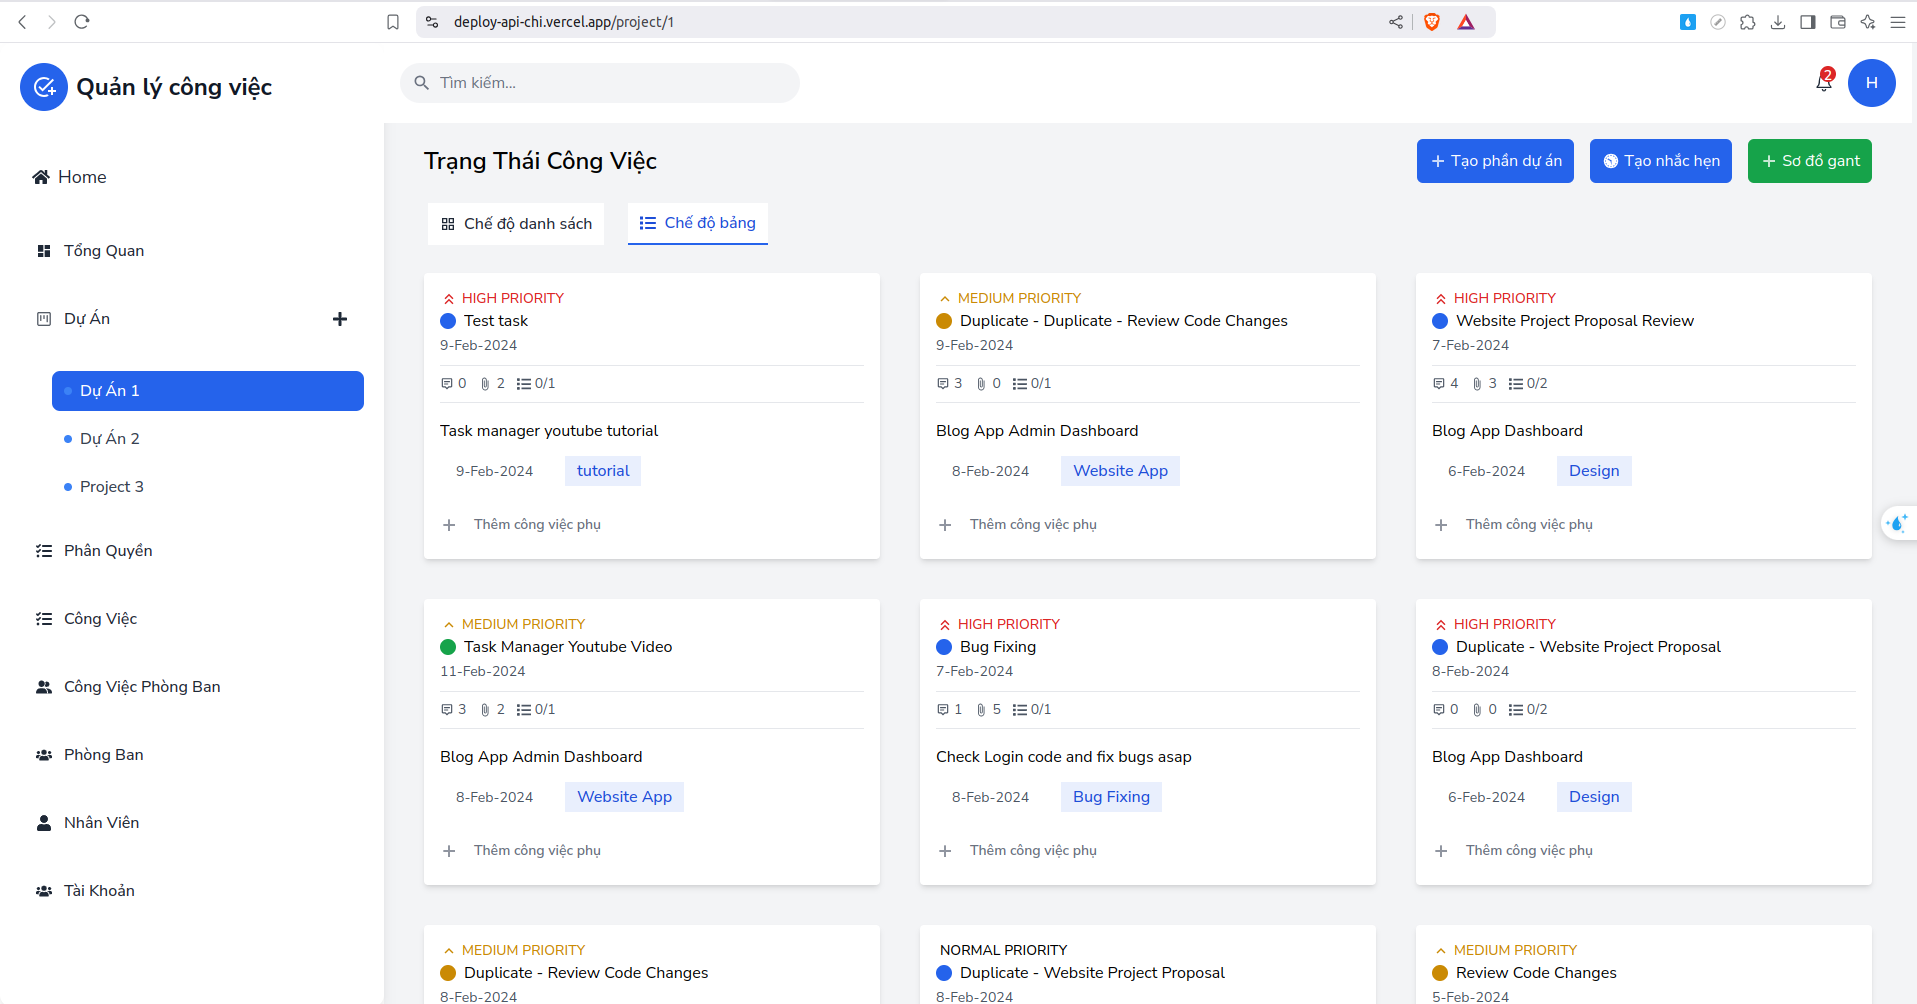 deploy-api-chi.vercel.app/project/1
Quản lý công việc
Tìm kiếm...
2
H
Home
Tổng Quan
Dự Án
Dự Án 1
Dự Án 2
Project 3
Phân Quyền
Công Việc
Công Việc Phòng Ban
Phòng Ban
Nhân Viên
Tài Khoản
Trạng Thái Công Việc
Tạo phần dự án
Tạo nhắc hẹn
Sơ đồ gant
Chế độ danh sách
Chế độ bảng
HIGH PRIORITY
Test task
9-Feb-2024
0 2 0/1
Task manager youtube tutorial
9-Feb-2024 tutorial
Thêm công việc phụ
MEDIUM PRIORITY
Duplicate - Duplicate - Review Code Changes
9-Feb-2024
3 0 0/1
Blog App Admin Dashboard
8-Feb-2024 Website App
Thêm công việc phụ
HIGH PRIORITY
Website Project Proposal Review
7-Feb-2024
4 3 0/2
Blog App Dashboard
6-Feb-2024 Design
Thêm công việc phụ
MEDIUM PRIORITY
Task Manager Youtube Video
11-Feb-2024
3 2 0/1
Blog App Admin Dashboard
8-Feb-2024 Website App
Thêm công việc phụ
HIGH PRIORITY
Bug Fixing
7-Feb-2024
1 5 0/1
Check Login code and fix bugs asap
8-Feb-2024 Bug Fixing
Thêm công việc phụ
HIGH PRIORITY
Duplicate - Website Project Proposal
8-Feb-2024
0 0 0/2
Blog App Dashboard
6-Feb-2024 Design
Thêm công việc phụ
MEDIUM PRIORITY
Duplicate - Review Code Changes
8-Feb-2024
NORMAL PRIORITY
Duplicate - Website Project Proposal
8-Feb-2024
MEDIUM PRIORITY
Review Code Changes
5-Feb-2024